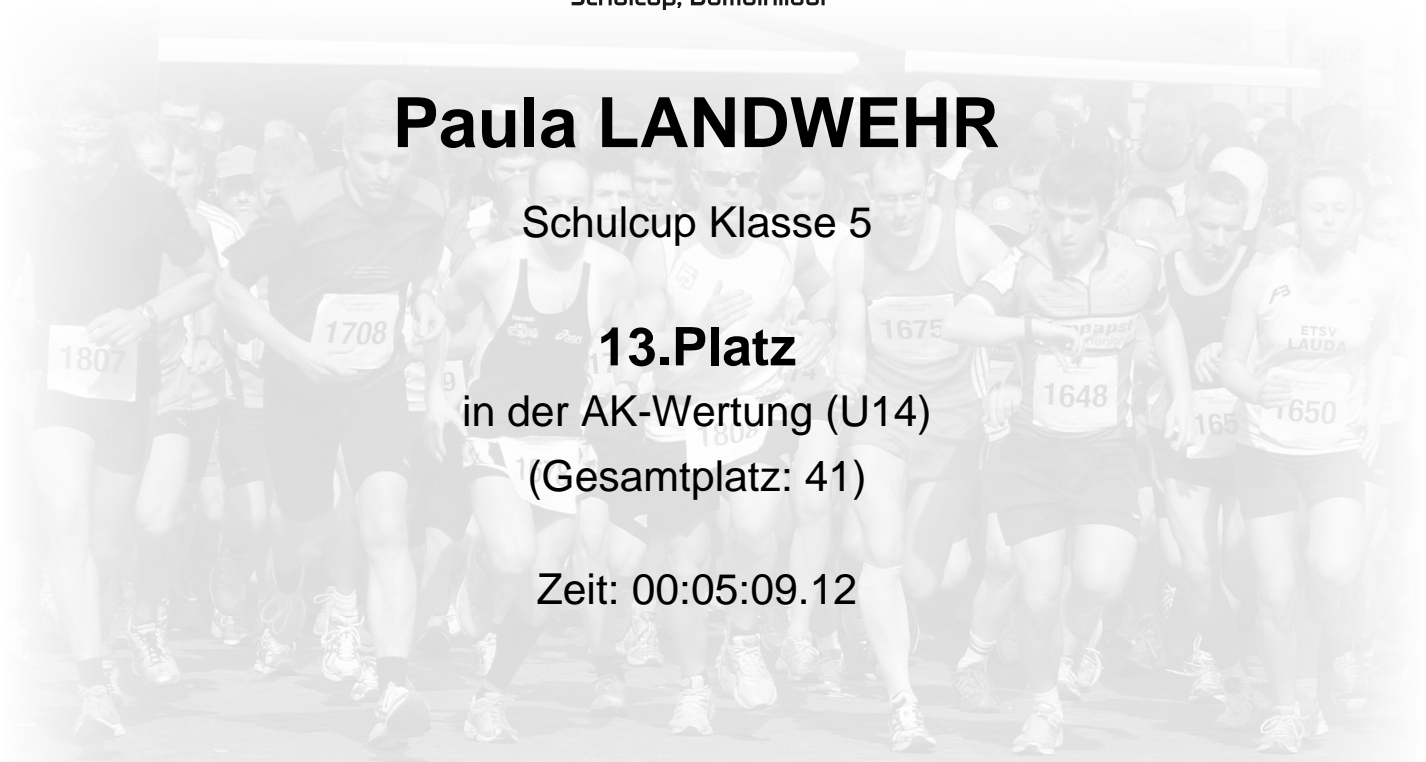 Paula LANDWEHR
Schulcup Klasse 5
13.Platz
in der AK-Wertung (U14)
(Gesamtplatz: 41)
Zeit: 00:05:09.12
1807
1708
1675
1648
165
1650
ETSV
LAUDA